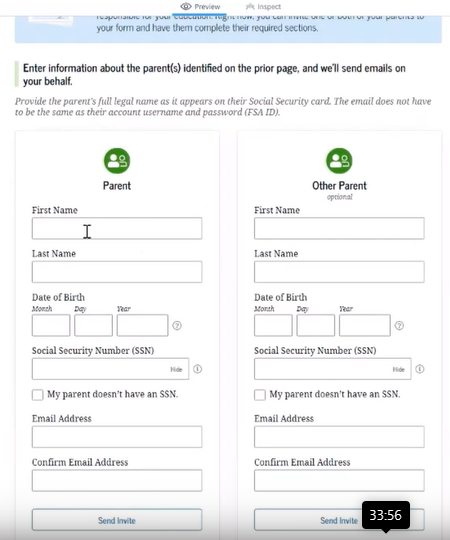 Preview Inspect
responsible for your education. Right now, you can invite one or both of your parents to
your form and have them complete their required sections.
Enter information about the parent(s) identified on the prior page, and we'll send emails on
your behalf.
Provide the parent's full legal name as it appears on their Social Security card. The email does not have
to be the same as their account username and password (FSA ID).
Parent
First Name
Last Name
Date of Birth
Month Day Year
Social Security Number (SSN)
Hide
My parent doesn't have an SSN.
Email Address
Confirm Email Address
Send Invite
Other Parent
optional
First Name
Last Name
Date of Birth
Month Day Year
Social Security Number (SSN)
Hide
My parent doesn't have an SSN.
Email Address
Confirm Email Address
Send Invite
33:56